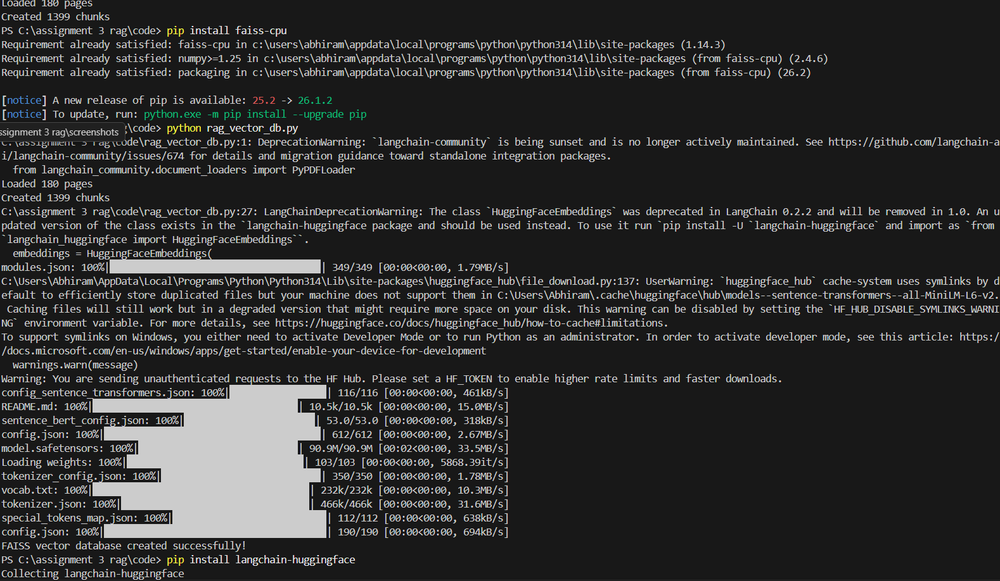 Loaded 180 pages
Created 1399 chunks
PS C:\assignment 3 rag\code> pip install faiss-cpu
Requirement already satisfied: faiss-cpu in c:\users\abhiram\appdata\local\programs\python\python314\lib\site-packages (1.14.3)
Requirement already satisfied: numpy>=1.25 in c:\users\abhiram\appdata\local\programs\python\python314\lib\site-packages (from faiss-cpu) (2.4.6)
Requirement already satisfied: packaging in c:\users\abhiram\appdata\local\programs\python\python314\lib\site-packages (from faiss-cpu) (26.2)
[notice] A new release of pip is available: 25.2 -> 26.1.2
[notice] To update, run: python.exe -m pip install --upgrade pip
ssignment 3 rag\screenshots g\code> python rag_vector_db.py
C:\assignment 3 rag\code\rag_vector_db.py:1: DeprecationWarning: `langchain-community` is being sunset and is no longer actively maintained. See https://github.com/langchain-a
i/langchain-community/issues/674 for details and migration guidance toward standalone integration packages.
  from langchain_community.document_loaders import PyPDFLoader
Loaded 180 pages
Created 1399 chunks
C:\assignment 3 rag\code\rag_vector_db.py:27: LangChainDeprecationWarning: The class `HuggingFaceEmbeddings` was deprecated in LangChain 0.2.2 and will be removed in 1.0. An u
pdated version of the class exists in the `langchain-huggingface package and should be used instead. To use it run `pip install -U `langchain-huggingface` and import as `from
`langchain_huggingface import HuggingFaceEmbeddings``.
  embeddings = HuggingFaceEmbeddings(
modules.json: 100%| | 349/349 [00:00<00:00, 1.79MB/s]
C:\Users\Abhiram\AppData\Local\Programs\Python\Python314\Lib\site-packages\huggingface_hub\file_download.py:137: UserWarning: `huggingface_hub` cache-system uses symlinks by d
efault to efficiently store duplicated files but your machine does not support them in C:\Users\Abhiram\.cache\huggingface\hub\models--sentence-transformers--all-MiniLM-L6-v2.
 Caching files will still work but in a degraded version that might require more space on your disk. This warning can be disabled by setting the `HF_HUB_DISABLE_SYMLINKS_WARNI
NG` environment variable. For more details, see https://huggingface.co/docs/huggingface_hub/how-to-cache#limitations.
To support symlinks on Windows, you either need to activate Developer Mode or to run Python as an administrator. In order to activate developer mode, see this article: https:/
/docs.microsoft.com/en-us/windows/apps/get-started/enable-your-device-for-development
  warnings.warn(message)
Warning: You are sending unauthenticated requests to the HF Hub. Please set a HF_TOKEN to enable higher rate limits and faster downloads.
config_sentence_transformers.json: 100%| | 116/116 [00:00<00:00, 461kB/s]
README.md: 100%| | 10.5k/10.5k [00:00<00:00, 15.0MB/s]
sentence_bert_config.json: 100%| | 53.0/53.0 [00:00<00:00, 318kB/s]
config.json: 100%| | 612/612 [00:00<00:00, 2.67MB/s]
model.safetensors: 100%| | 90.9M/90.9M [00:02<00:00, 33.5MB/s]
Loading weights: 100%| | 103/103 [00:00<00:00, 5868.39it/s]
tokenizer_config.json: 100%| | 350/350 [00:00<00:00, 1.78MB/s]
vocab.txt: 100%| | 232k/232k [00:00<00:00, 10.3MB/s]
tokenizer.json: 100%| | 466k/466k [00:00<00:00, 31.6MB/s]
special_tokens_map.json: 100%| | 112/112 [00:00<00:00, 638kB/s]
config.json: 100%| | 190/190 [00:00<00:00, 694kB/s]
FAISS vector database created successfully!
PS C:\assignment 3 rag\code> pip install langchain-huggingface
Collecting langchain-huggingface